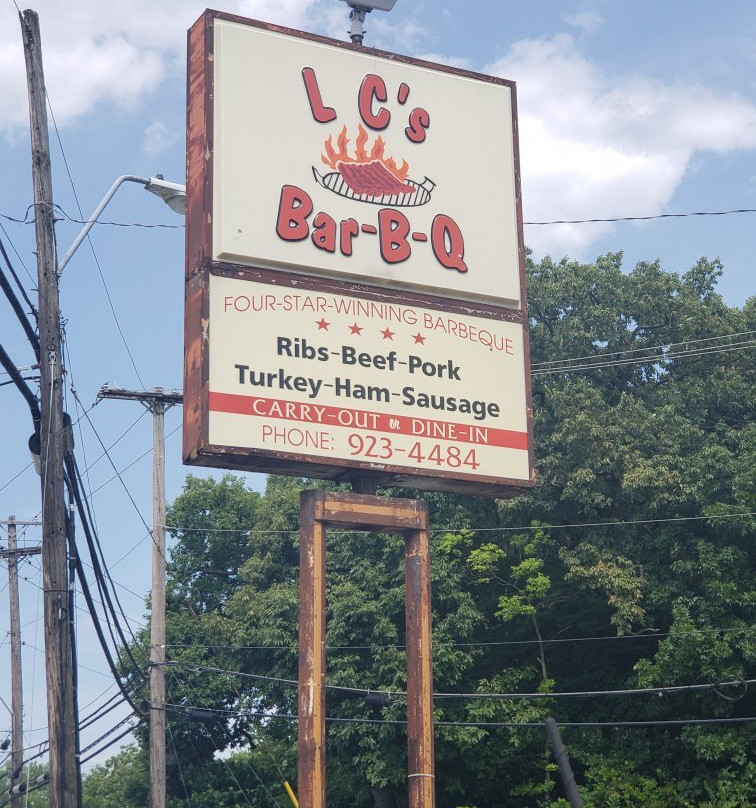 L C's
Bar-B-Q
FOUR-STAR-WINNING BARBEQUE
Ribs-Beef-Pork
Turkey-Ham-Sausage
CARRY-OUT or DINE-IN
PHONE: 923-4484